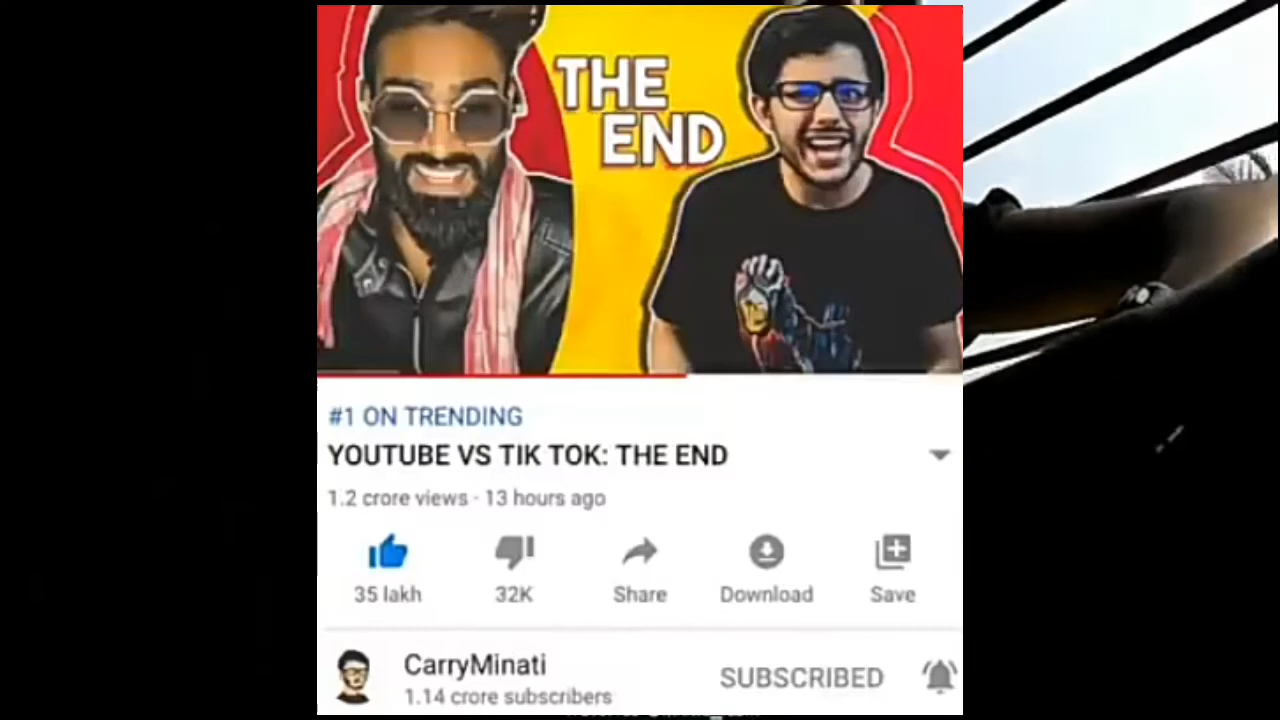 THE
END
#1 ON TRENDING
YOUTUBE VS TIK TOK: THE END
1.2 crore views · 13 hours ago
35 lakh
32K
Share
Download
Save
CarryMinati
1.14 crore subscribers
SUBSCRIBED